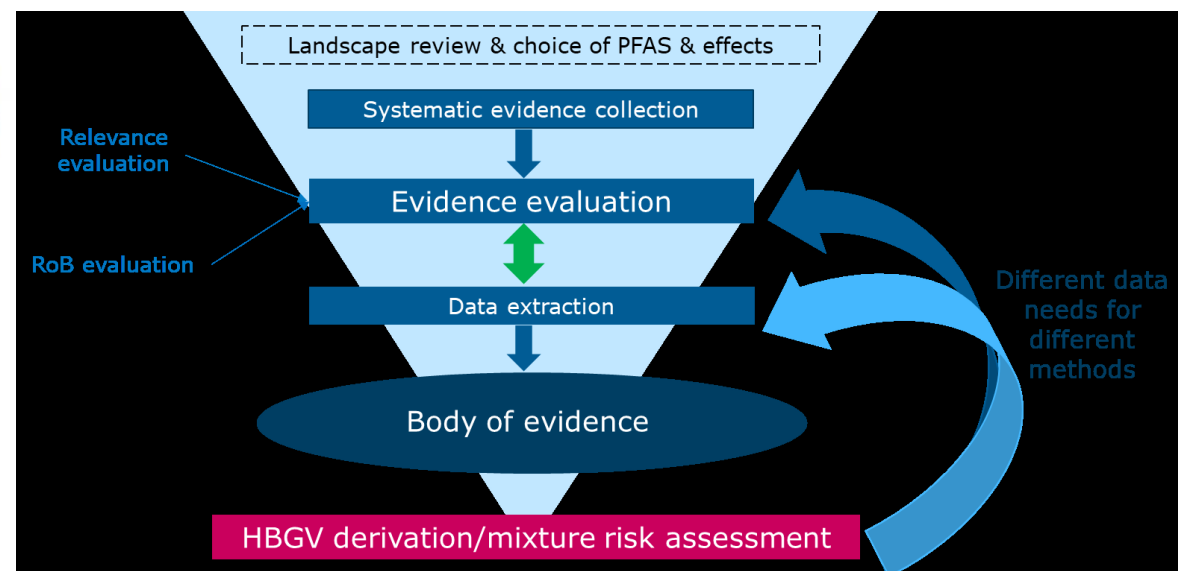 Landscape review & choice of PFAS & effects
Systematic evidence collection
Relevance
evaluation
Evidence evaluation
RoB evaluation
Data extraction
Different data
needs for
different
methods
Body of evidence
HBGV derivation/mixture risk assessment